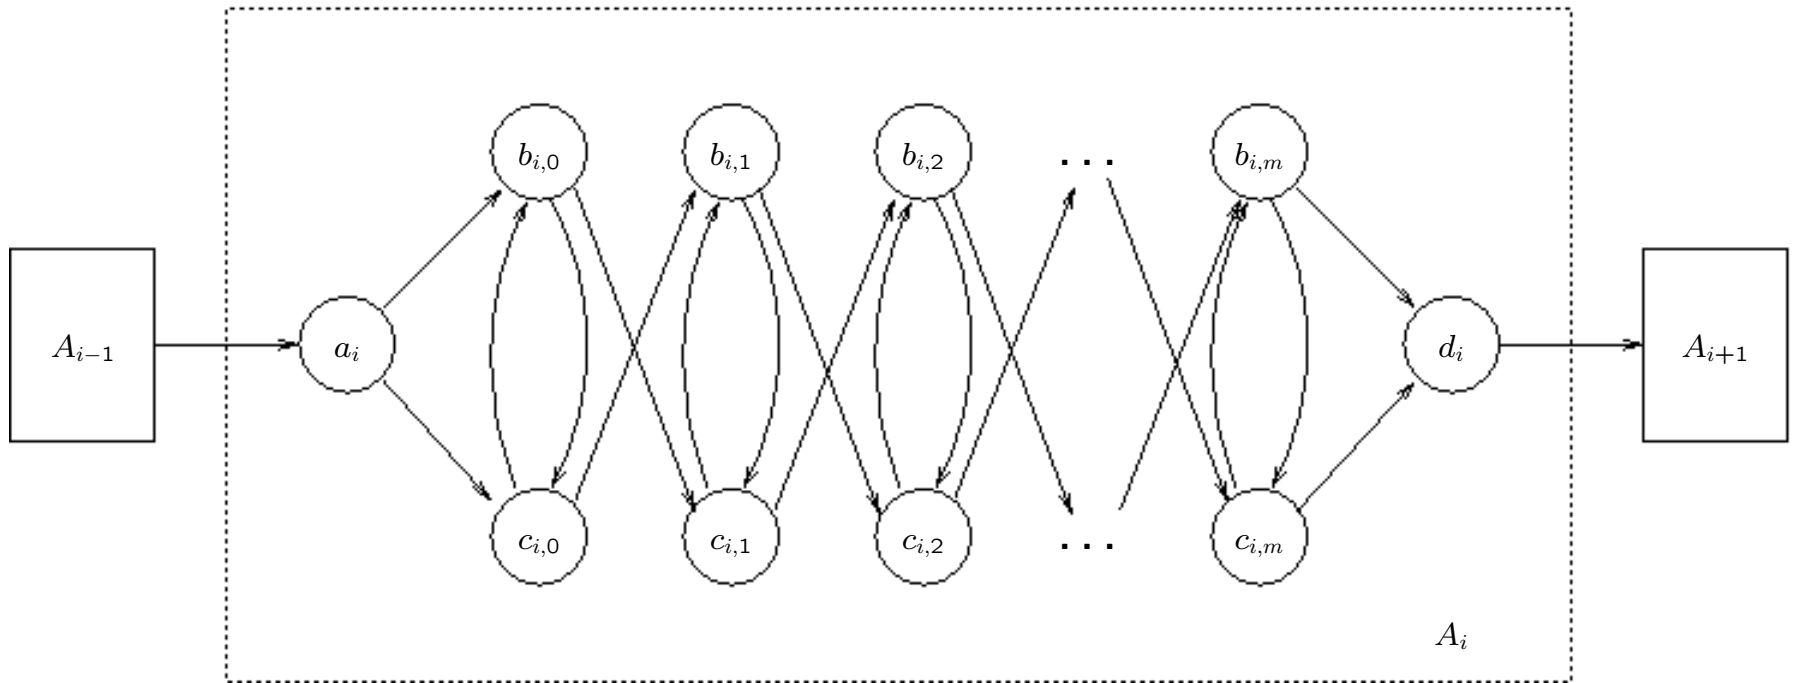 b_{i,0} b_{i,1} b_{i,2} ... b_{i,m}
A_{i−1} a_i d_i A_{i+1}
c_{i,0} c_{i,1} c_{i,2} ... c_{i,m}
A_i